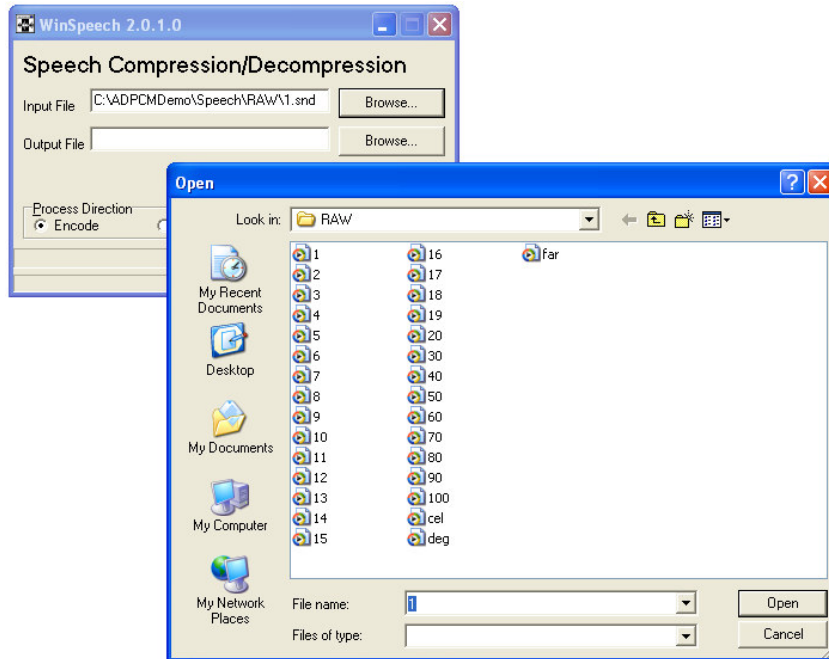 WinSpeech 2.0.1.0
Speech Compression/Decompression
Input File C:\ADPCMDemo\Speech\RAW\1.snd Browse...
Output File Browse...
Process Direction
Encode
Open
Look in: RAW
My Recent Documents
Desktop
My Documents
My Computer
My Network Places
1
2
3
4
5
6
7
8
9
10
11
12
13
14
15
16
17
18
19
20
30
40
50
60
70
80
90
100
cel
deg
far
File name: 1 Open
Files of type: Cancel